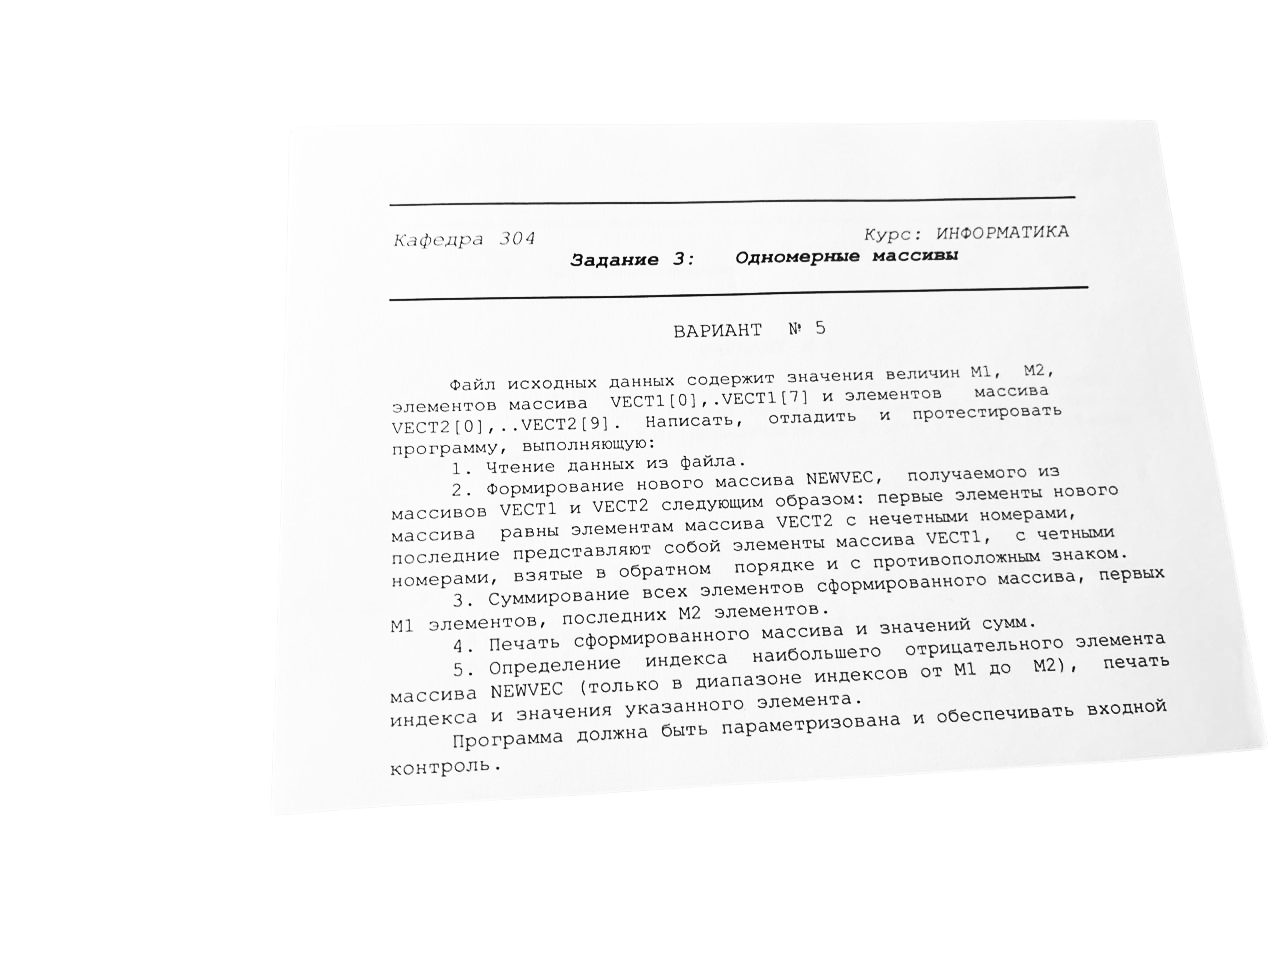 Кафедра 304
Курс: ИНФОРМАТИКА
Задание 3: Одномерные массивы
ВАРИАНТ № 5
Файл исходных данных содержит значения величин М1, М2,
элементов массива VECT1[0],.VECT1[7] и элементов массива
VECT2[0],..VECT2[9]. Написать, отладить и протестировать
программу, выполняющую:
1. Чтение данных из файла.
2. Формирование нового массива NEWVEC, получаемого из
массивов VECT1 и VECT2 следующим образом: первые элементы нового
массива равны элементам массива VECT2 с нечетными номерами,
последние представляют собой элементы массива VECT1, с четными
номерами, взятые в обратном порядке и с противоположным знаком.
3. Суммирование всех элементов сформированного массива, первых
М1 элементов, последних М2 элементов.
4. Печать сформированного массива и значений сумм.
5. Определение индекса наибольшего отрицательного элемента
массива NEWVEC (только в диапазоне индексов от М1 до М2), печать
индекса и значения указанного элемента.
Программа должна быть параметризована и обеспечивать входной
контроль.